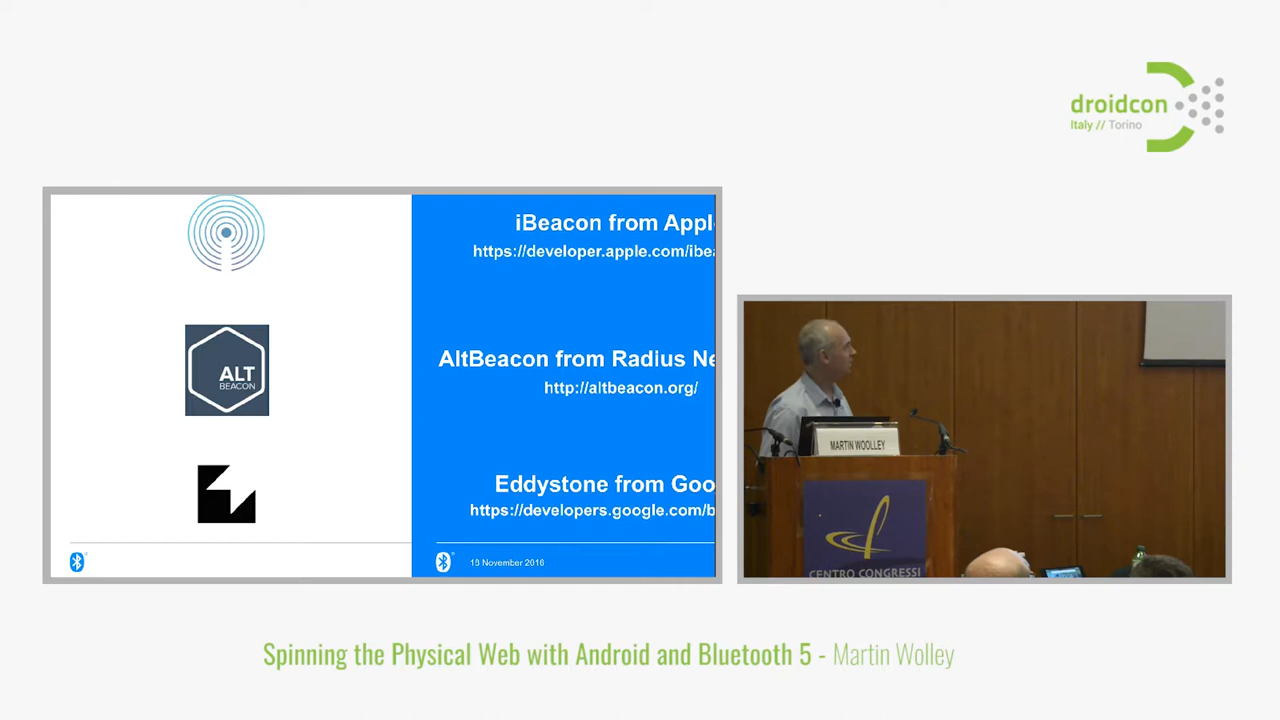 droidcon
Italy // Torino
iBeacon from Appl
https://developer.apple.com/ibea
ALT
BEACON
AltBeacon from Radius Ne
http://altbeacon.org/
Eddystone from Goo
https://developers.google.com/b
18 November 2016
MARTIN WOOLLEY
CENTRO CONGRESSI
Spinning the Physical Web with Android and Bluetooth 5 - Martin Wolley